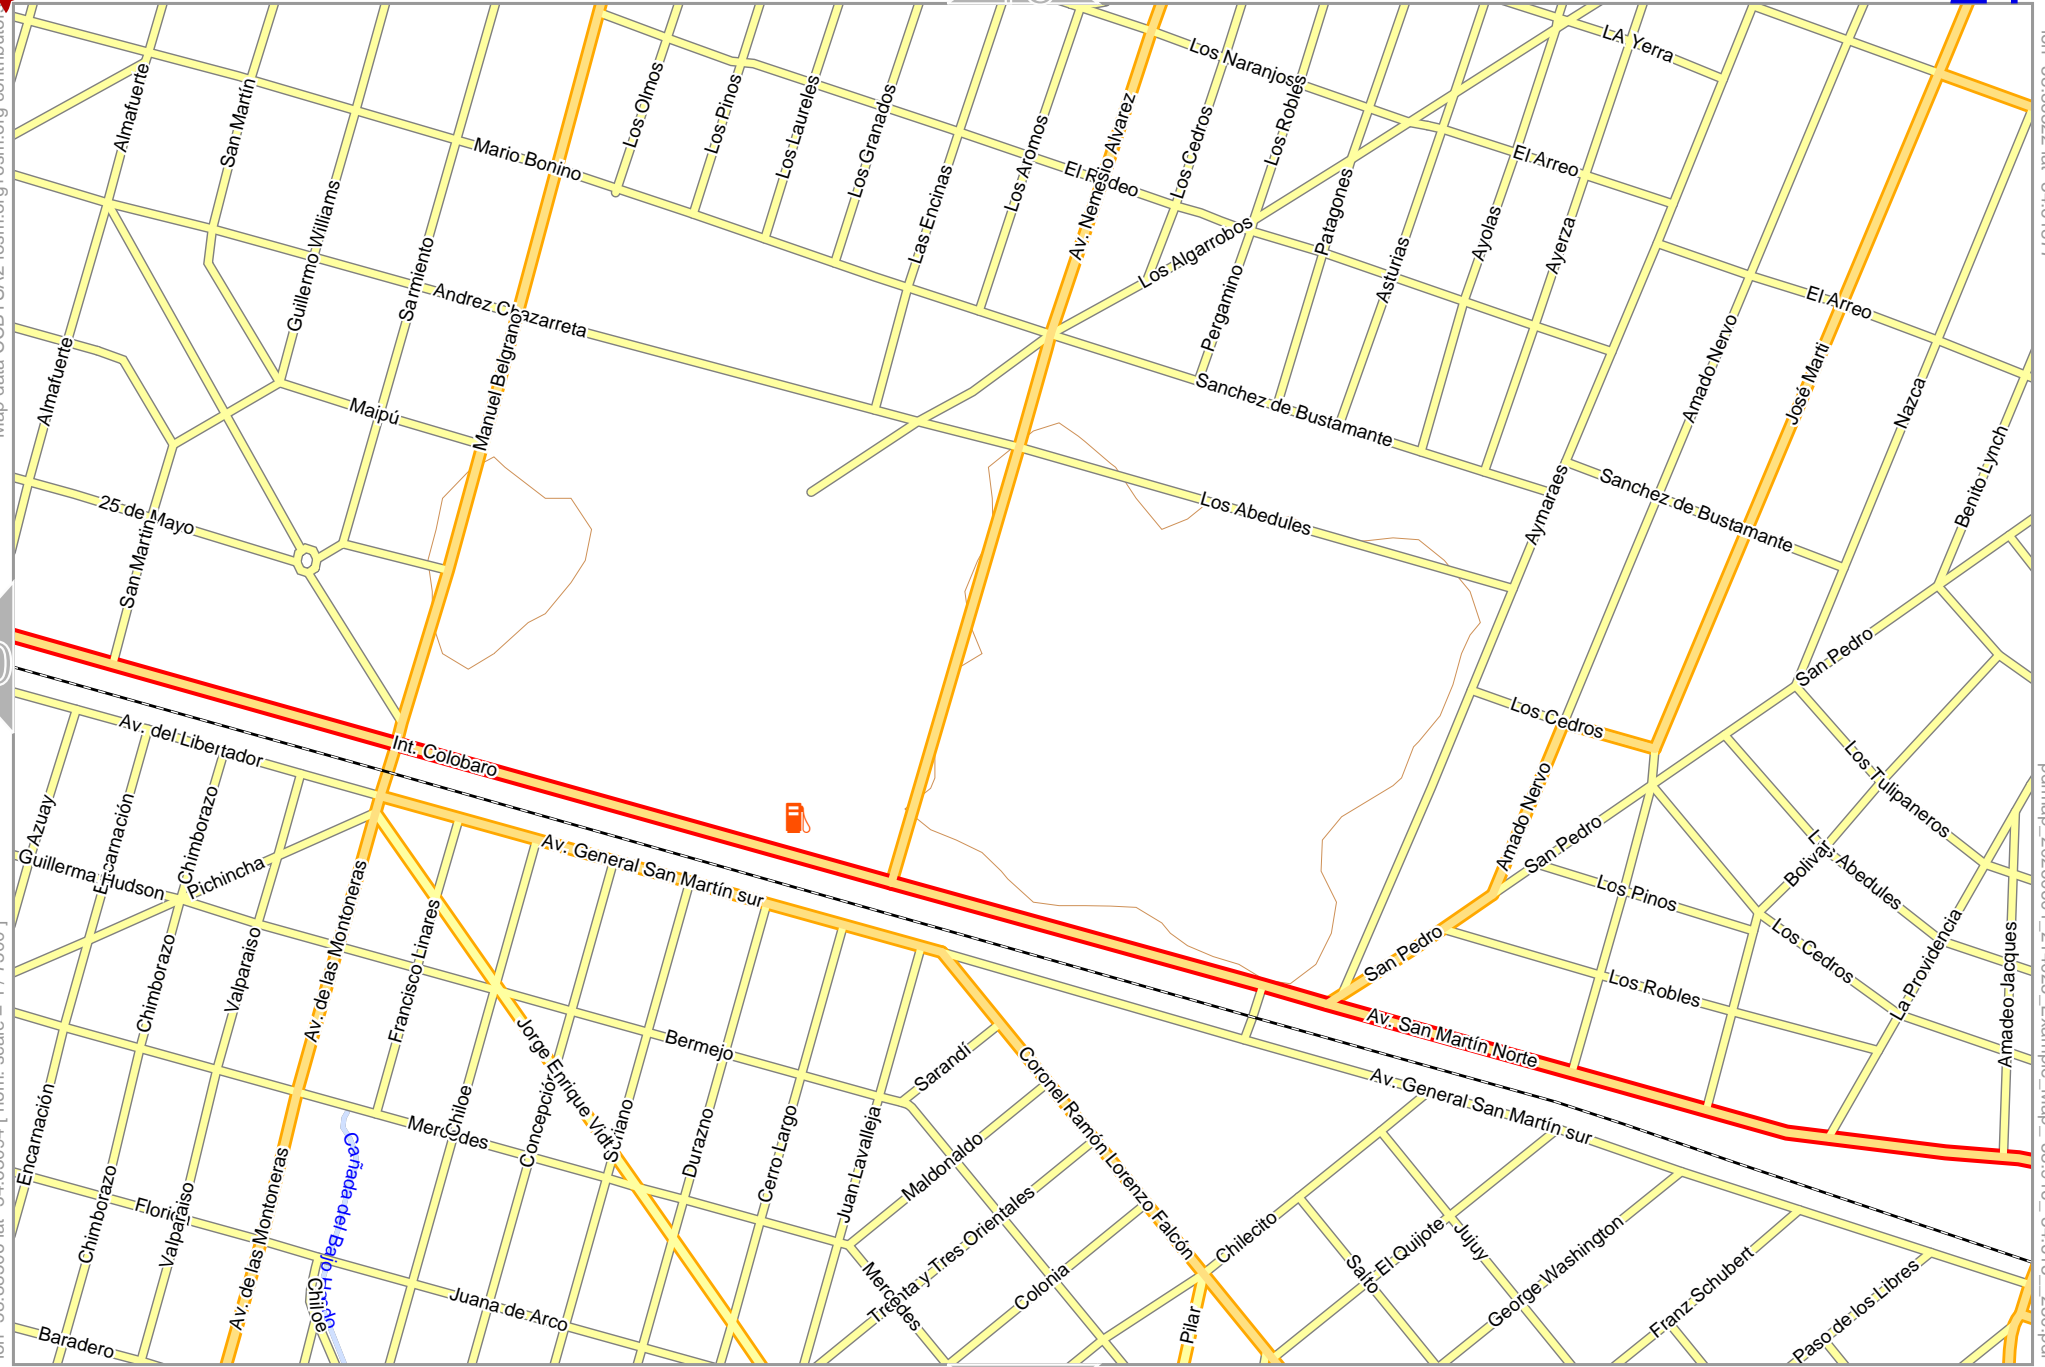 LA Yerra
Los Naranjos
Almafuerte
San Martín
Los Olmos
Los Pinos
Los Laureles
Los Granados
Los Aromos
Av. Nemesio Alvarez
Los Cedros
Los Robles
El Arreo
Mario Bonino
El Rodeo
Guillermo Williams
Sarmiento
Las Encinas
Los Algarrobos
Patagones
Asturias
Ayolas
Ayerza
Andrez Chazarreta
Pergamino
El Arreo
Almafuerte
Manuel Belgrano
Maipú
Sanchez de Bustamante
Amado Nervo
José Marti
Nazca
Benito Lynch
25 de Mayo
San Martín
Los Abedules
Aymaraes
Sanchez de Bustamante
San Pedro
Los Cedros
Av. del Libertador
Int. Colobaro
Los Tulipaneros
Azuay
Encarnación
Chimborazo
Guillerma Hudson
Pichincha
Av. General San Martín sur
Amado Nervo
San Pedro
Bolivar
Los Abedules
Los Pinos
Chimborazo
Valparaiso
Av. de las Montoneras
Francisco Linares
San Pedro
Los Cedros
Los Robles
La Providencia
Amadeo Jacques
Jorge Enrique Vidt
Bermejo
Sarandí
Coronel Ramón Lorenzo Falcón
Av. San Martín Norte
Av. General San Martín sur
Encarnación
Chiloe
Mercedes
Concepción
Durazno
Cerro Largo
Juan Lavalleja
Maldonado
Cañada del Bajo Hondo
Chimborazo
Florida
Valparaiso
Av. de las Montoneras
Treinta y Tres Orientales
Colonia
Mercedes
Chilecito
Salto
El Quijote
Jujuy
George Washington
Franz Schubert
Paso de los Libres
Pilar
Chiloe
Juana de Arco
Baradero